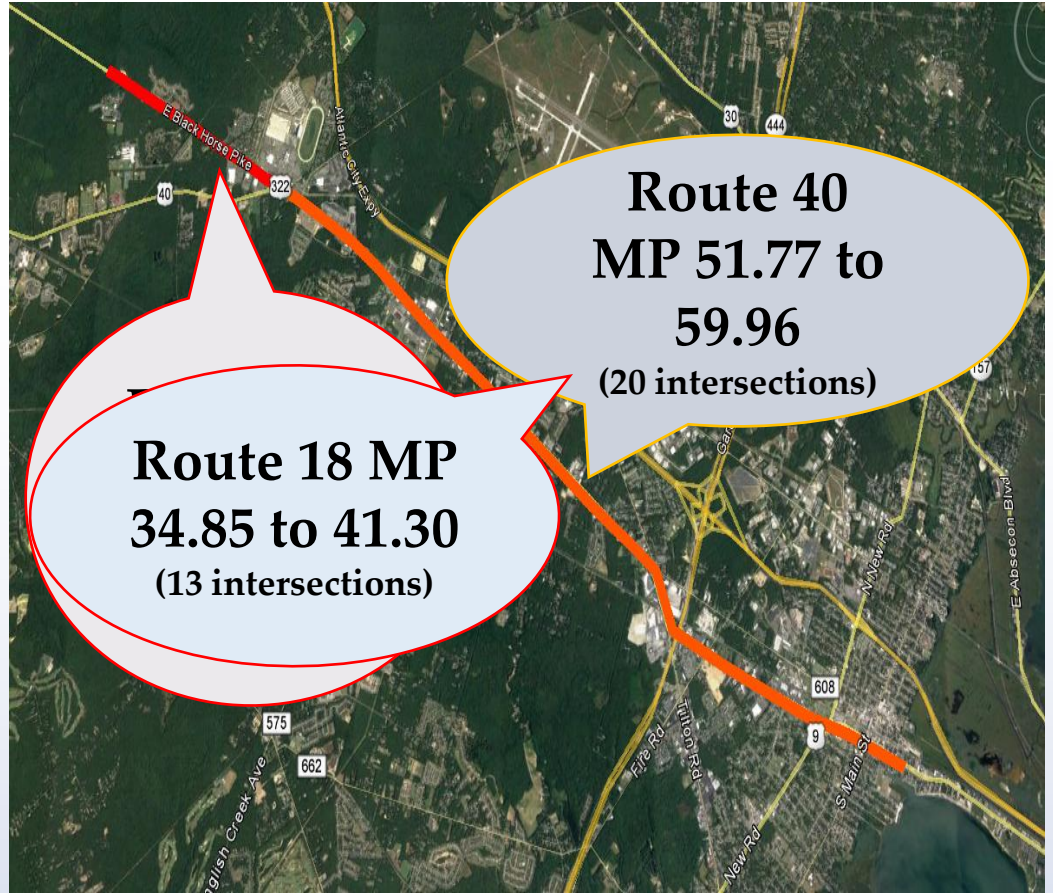 30
444
E Black Horse Pike
Atlantic City Expy
40
322
Route 40
MP 51.77 to
59.96
(20 intersections)
157
Route 18 MP
34.85 to 41.30
(13 intersections)
E Absecon Blvd
N New Rd
608
9
575
662
Fire Rd
Tilton Rd
S Main St
New Rd
Creek Ave